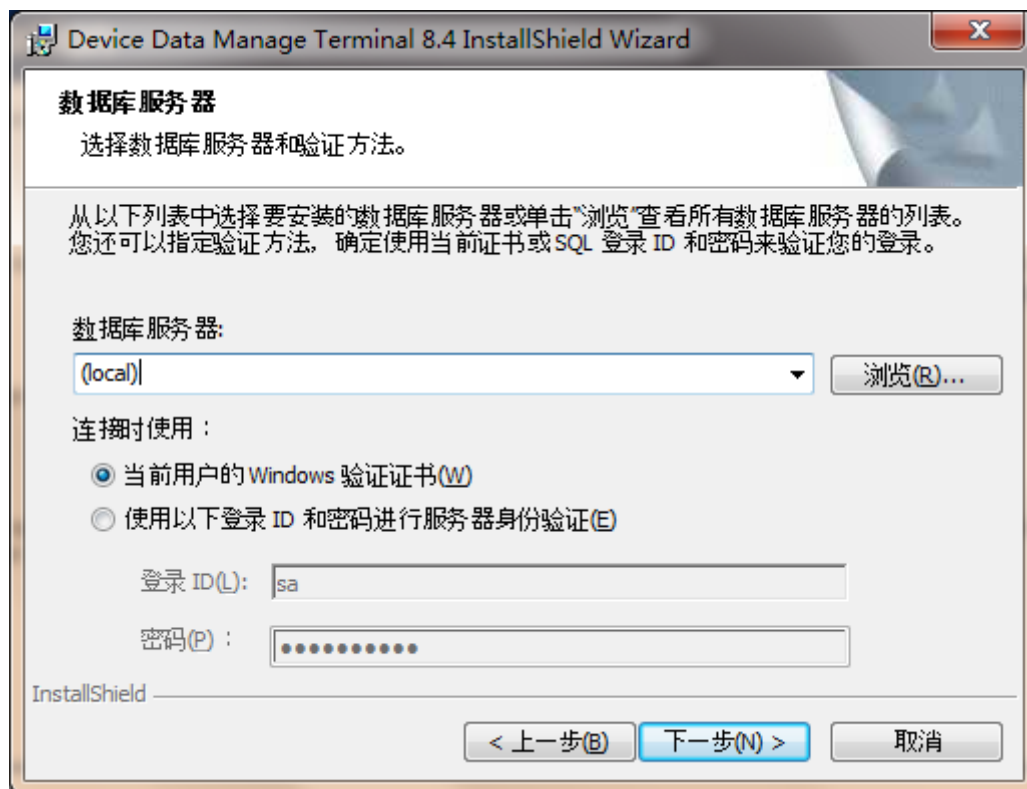 Device Data Manage Terminal 8.4 InstallShield Wizard
数据库服务器
选择数据库服务器和验证方法。
从以下列表中选择要安装的数据库服务器或单击"浏览"查看所有数据库服务器的列表。
您还可以指定验证方法，确定使用当前证书或 SQL 登录 ID 和密码来验证您的登录。
数据库服务器:
(local)
浏览(R)...
连接时使用：
当前用户的 Windows 验证证书(W)
使用以下登录 ID 和密码进行服务器身份验证(E)
登录 ID(L):
sa
密码(P)：
●●●●●●●●●●
InstallShield
< 上一步(B)
下一步(N) >
取消